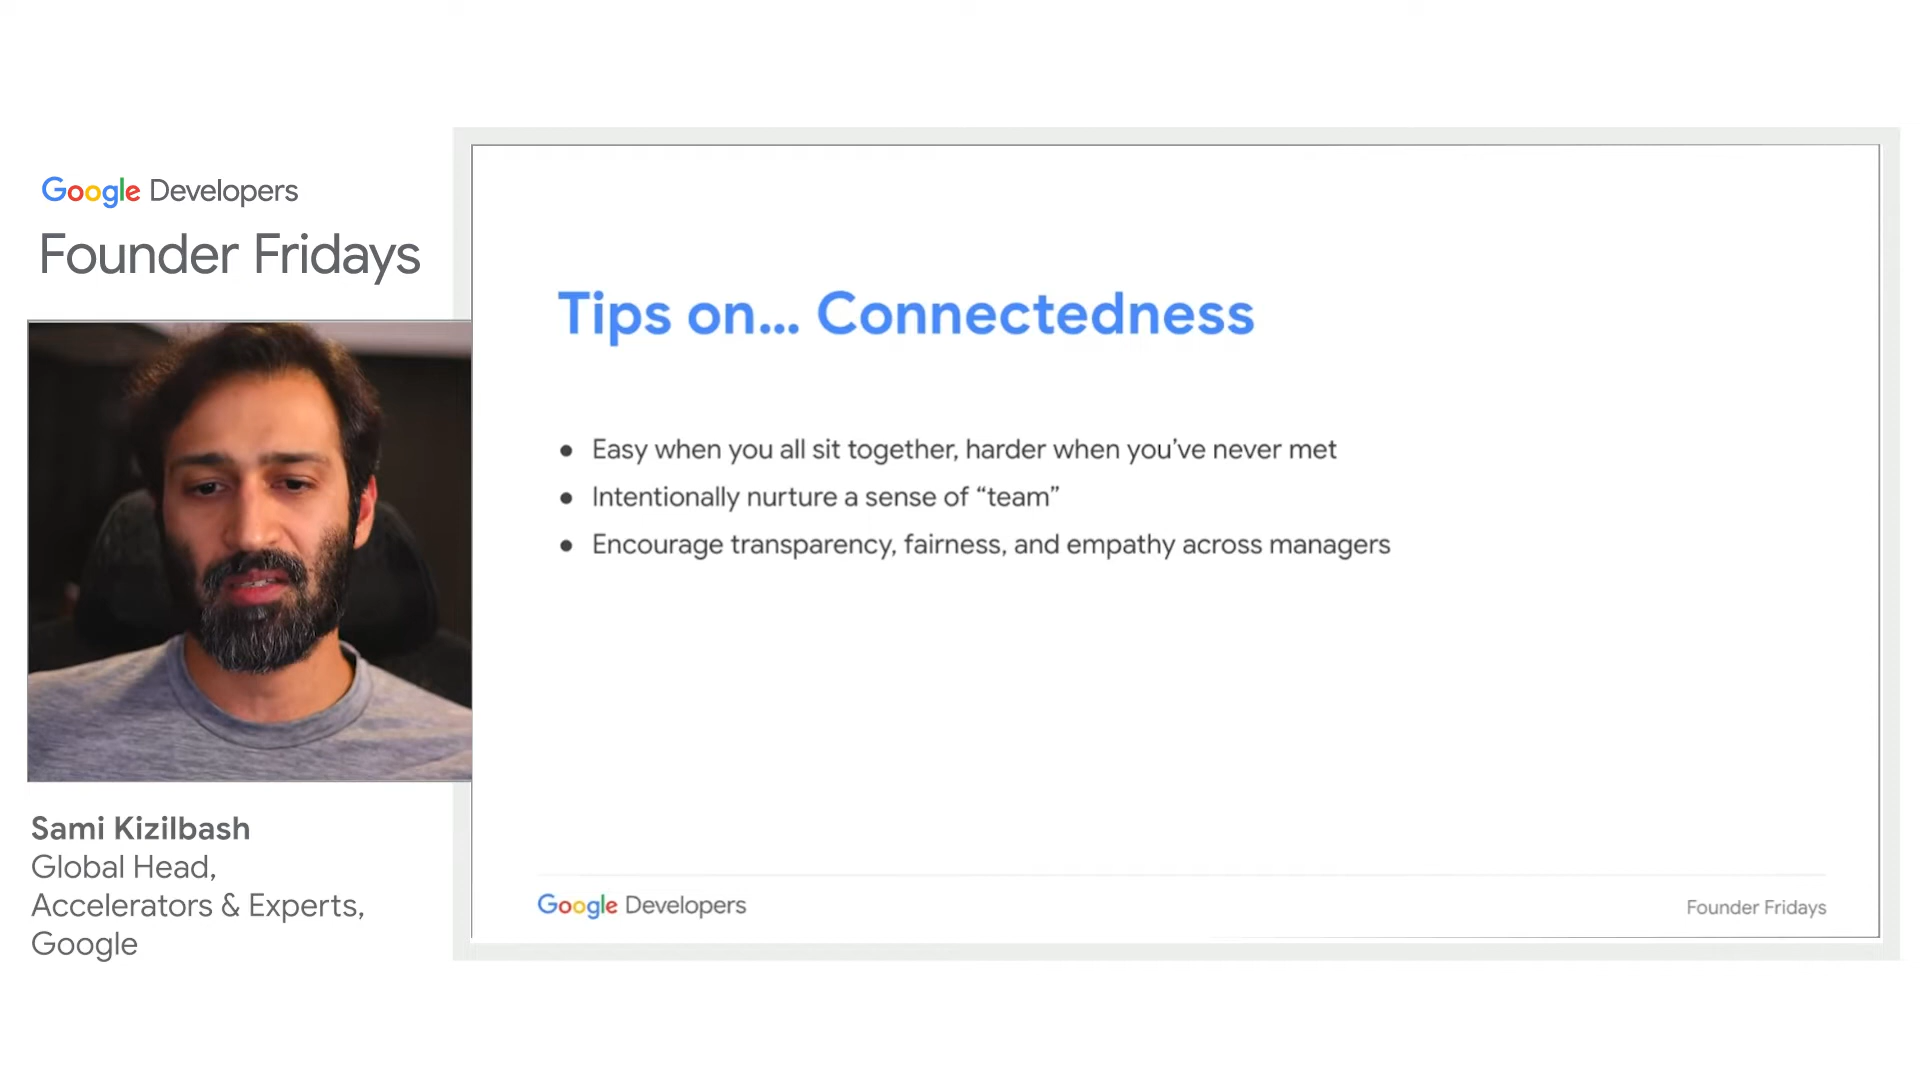 Google Developers
Founder Fridays
Sami Kizilbash
Global Head,
Accelerators & Experts,
Google
Tips on... Connectedness
● Easy when you all sit together, harder when you’ve never met
● Intentionally nurture a sense of “team”
● Encourage transparency, fairness, and empathy across managers
Google Developers
Founder Fridays